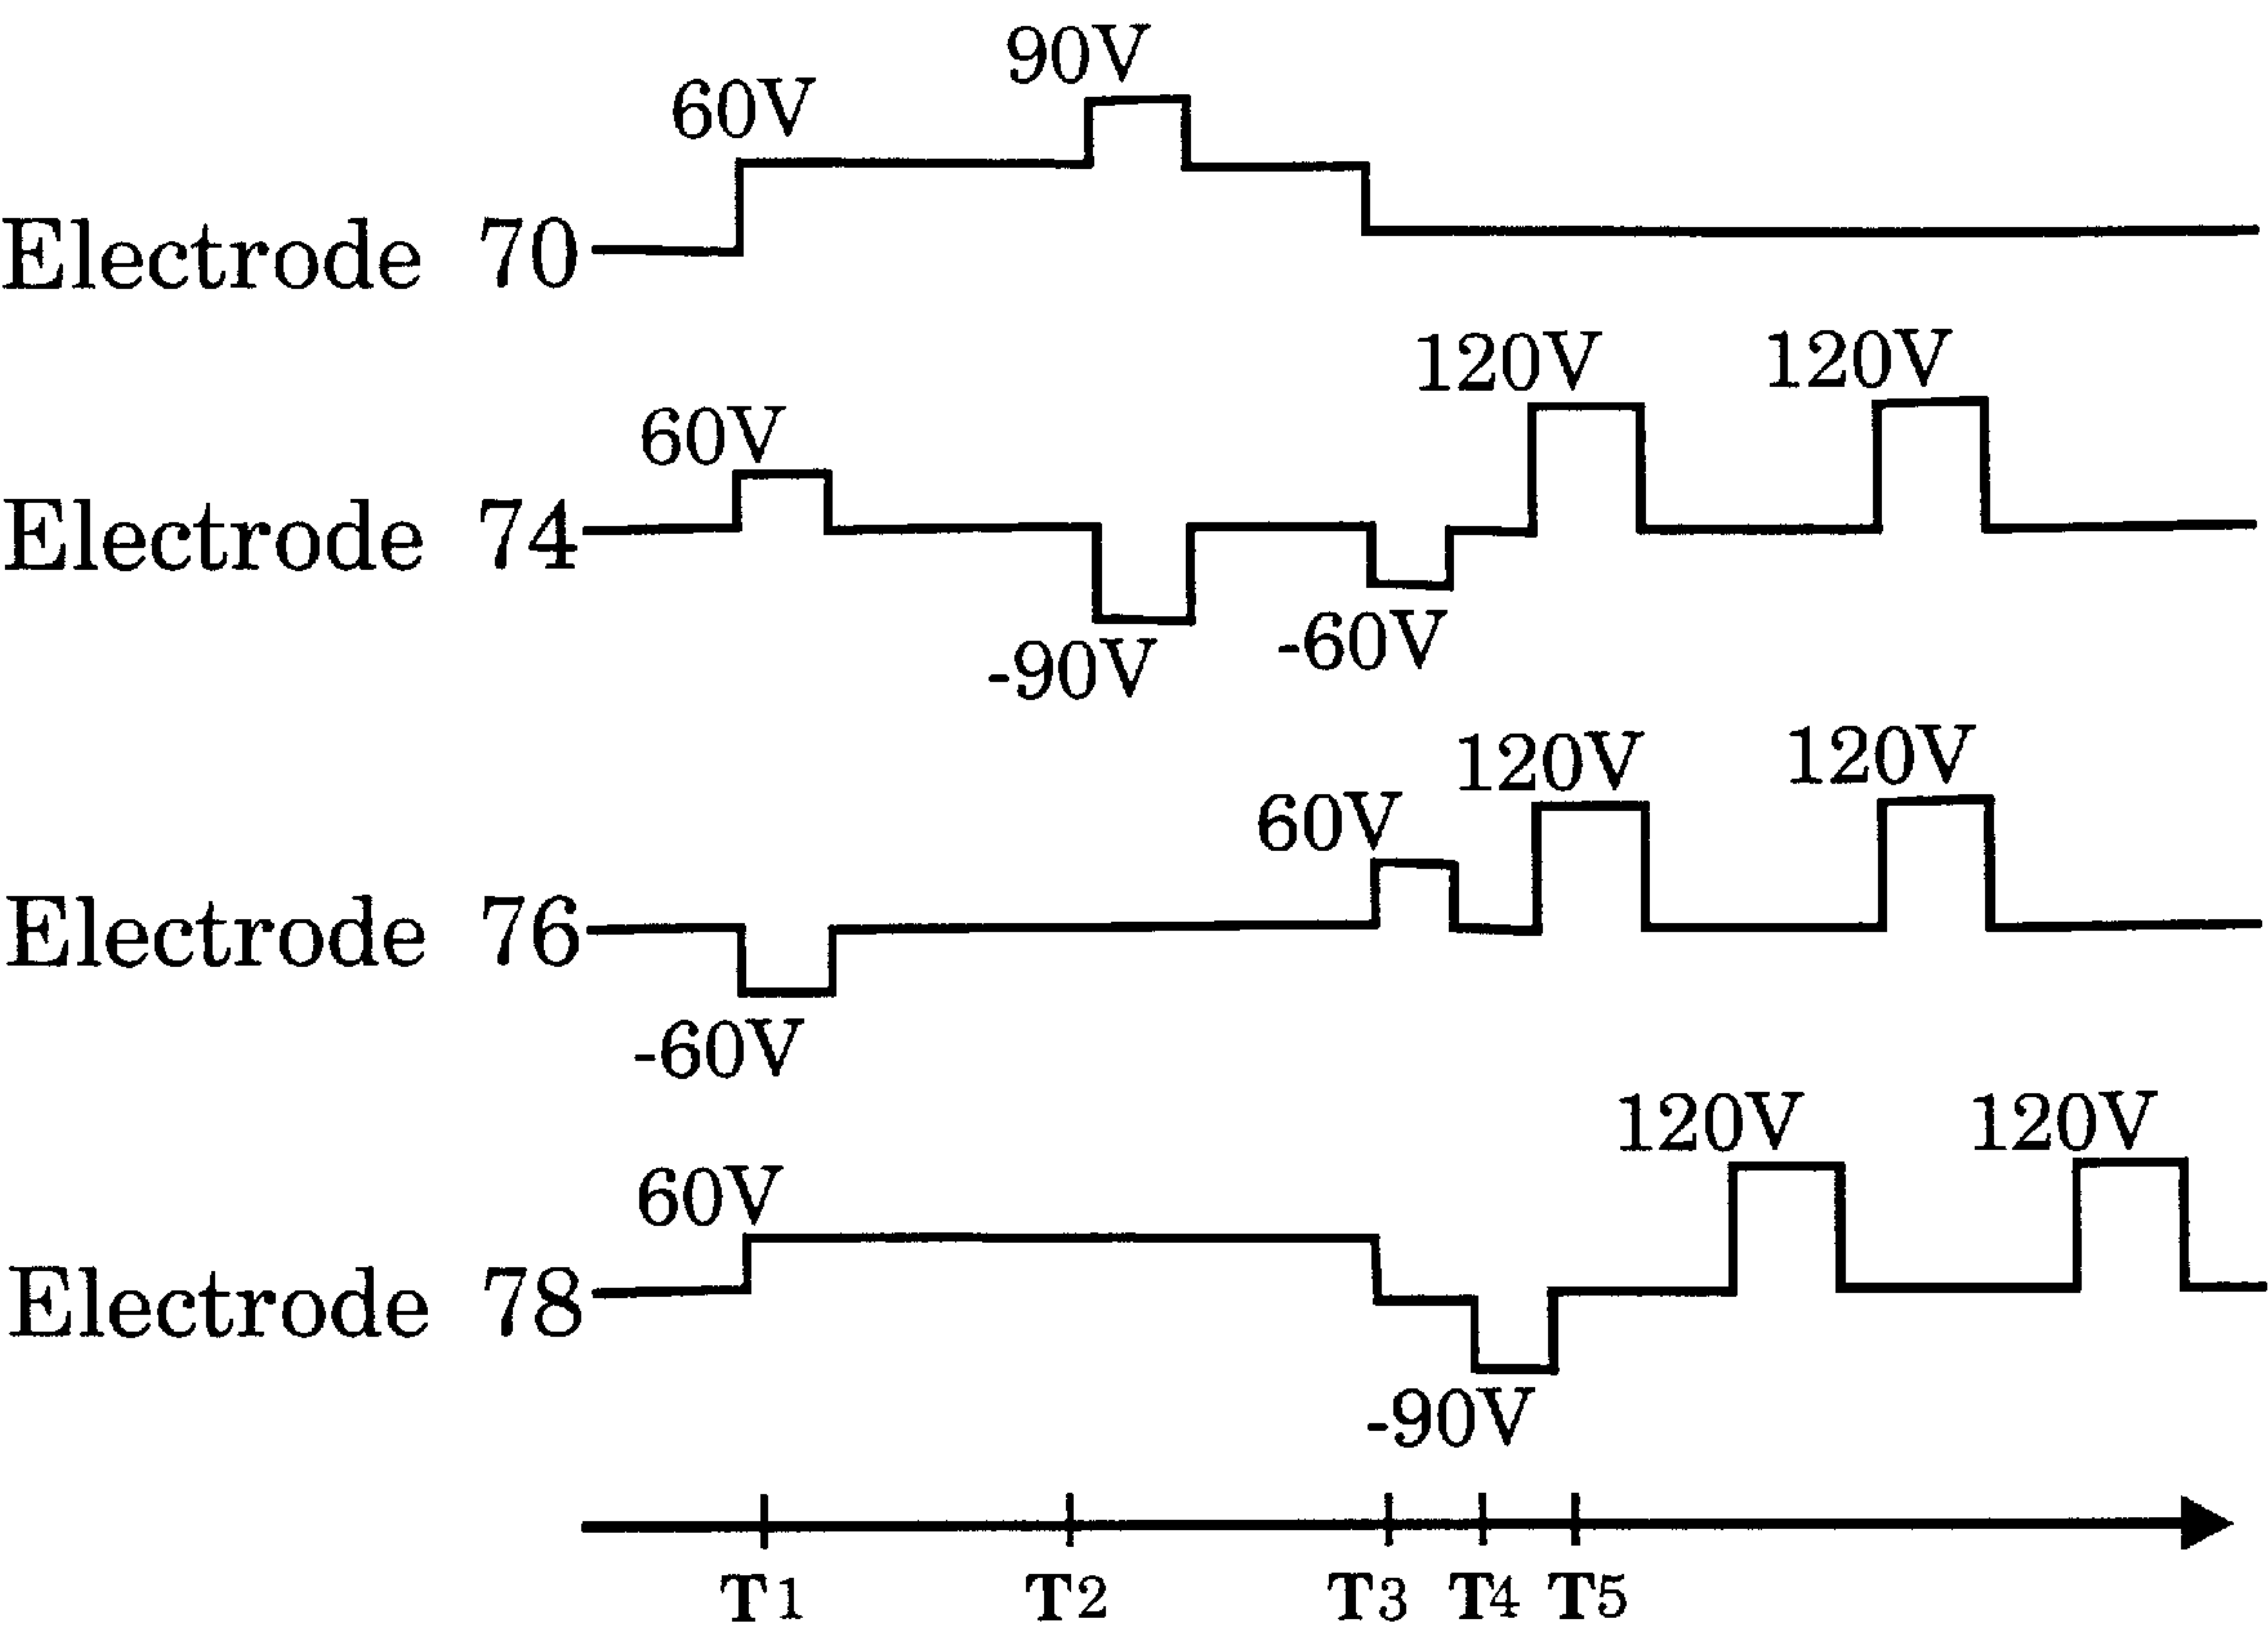 90V
60V
Electrode 70
120V 120V
60V
Electrode 74
-90V -60V
120V 120V
60V
Electrode 76
-60V
120V 120V
60V
Electrode 78
-90V
T1 T2 T3 T4 T5